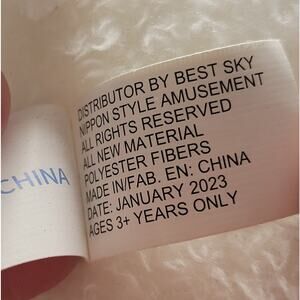 DISTRIBUTOR BY BEST SKY
NIPPON STYLE AMUSEMENT
ALL RIGHTS RESERVED
ALL NEW MATERIAL
POLYESTER FIBERS
MADE IN/FAB. EN: CHINA
DATE: JANUARY 2023
AGES 3+ YEARS ONLY
CHINA